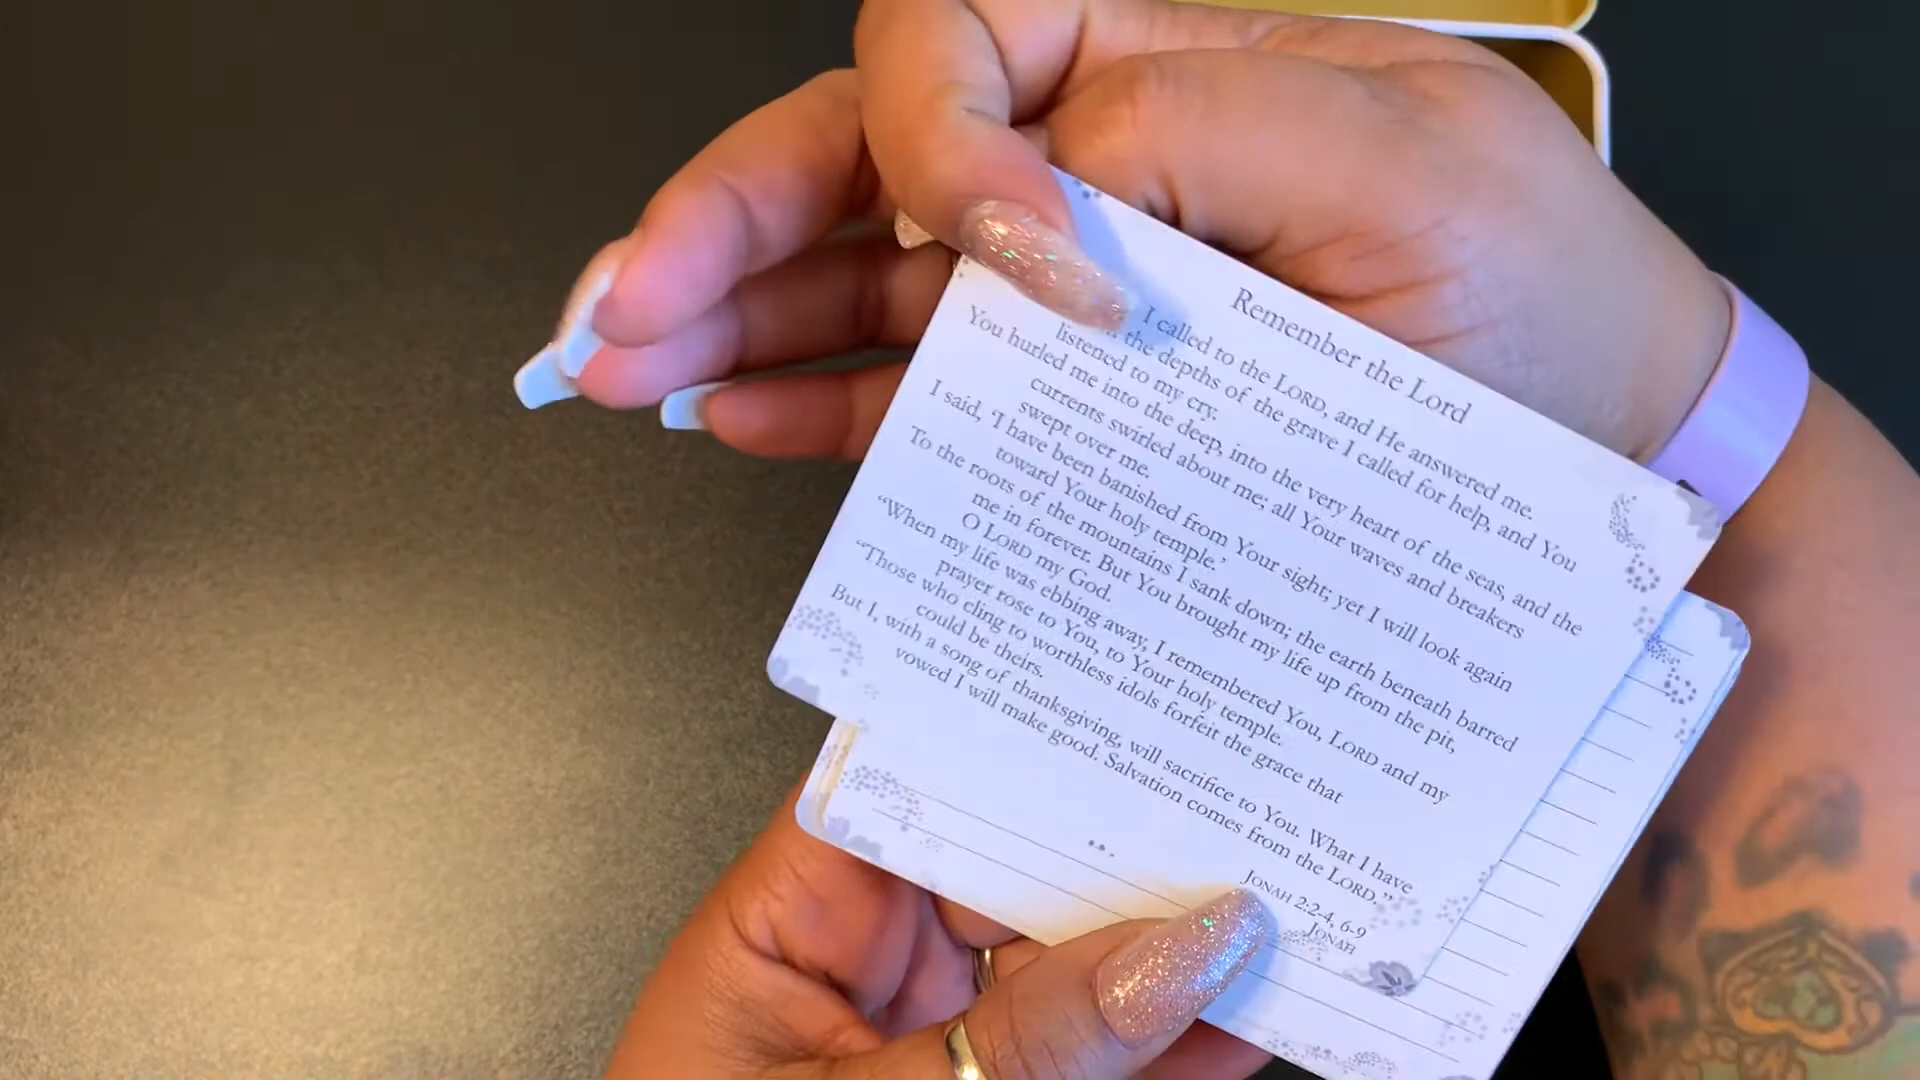 Remember the Lord
I called to the LORD, and He answered me.
the depths of the grave I called for help, and You
listened to my cry.
You hurled me into the deep, into the very heart of the seas, and the
currents swirled about me; all Your waves and breakers
swept over me.
I said, ‘I have been banished from Your sight; yet I will look again
toward Your holy temple.’
To the roots of the mountains I sank down; the earth beneath barred
me in forever. But You brought my life up from the pit,
O LORD my God.
“When my life was ebbing away, I remembered You, LORD and my
prayer rose to You, to Your holy temple.
“Those who cling to worthless idols forfeit the grace that
could be theirs.
But I, with a song of thanksgiving, will sacrifice to You. What I have
vowed I will make good. Salvation comes from the LORD.”
JONAH 2:2-4, 6-9
JONAH